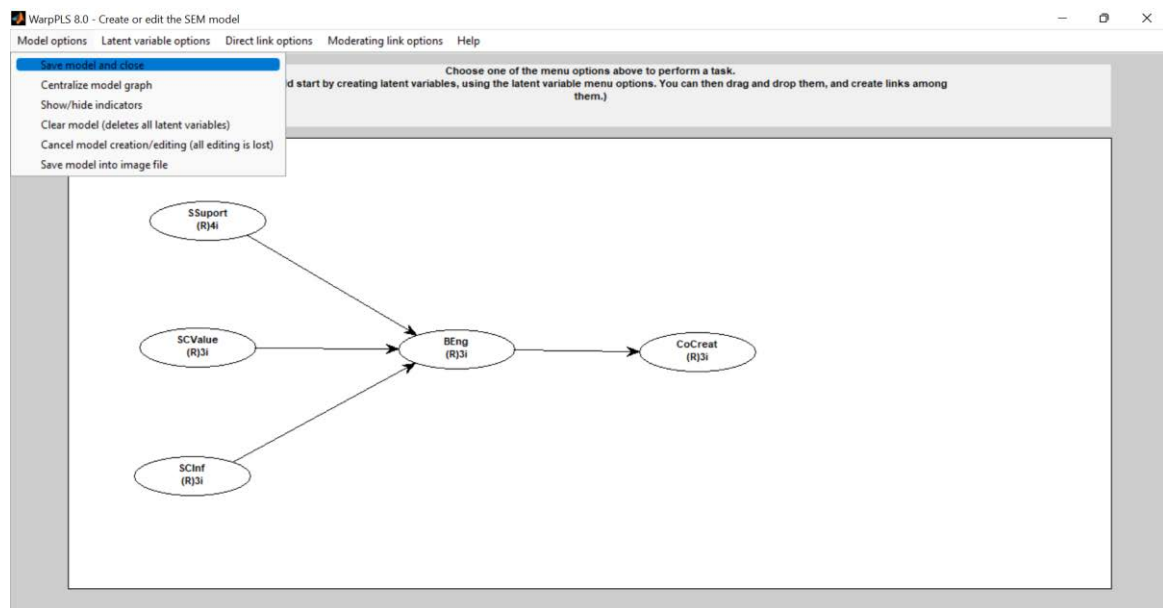 WarpPLS 8.0 - Create or edit the SEM model
Model options Latent variable options Direct link options Moderating link options Help
Save model and close
Centralize model graph
Show/hide indicators
Clear model (deletes all latent variables)
Cancel model creation/editing (all editing is lost)
Save model into image file
Choose one of the menu options above to perform a task.
ld start by creating latent variables, using the latent variable menu options. You can then drag and drop them, and create links among
them.)
SSuport
(R)4i
SCValue
(R)3i
BEng
(R)3i
CoCreat
(R)3i
SCInf
(R)3i